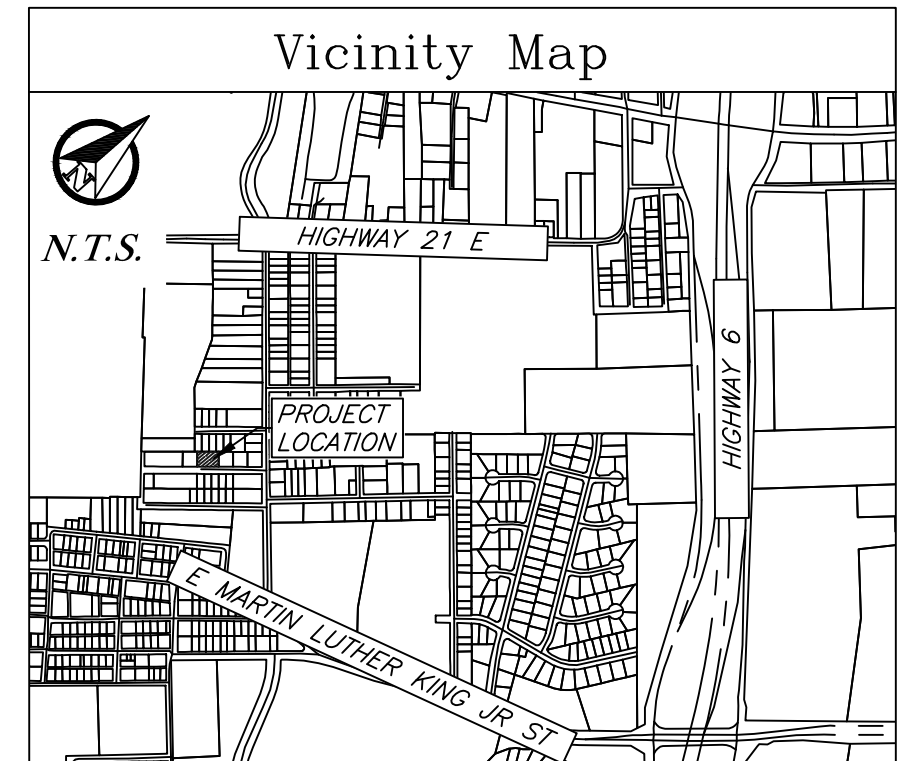 Vicinity Map
N
N.T.S.
HIGHWAY 21 E
HIGHWAY 6
PROJECT
LOCATION
E MARTIN LUTHER KING JR ST